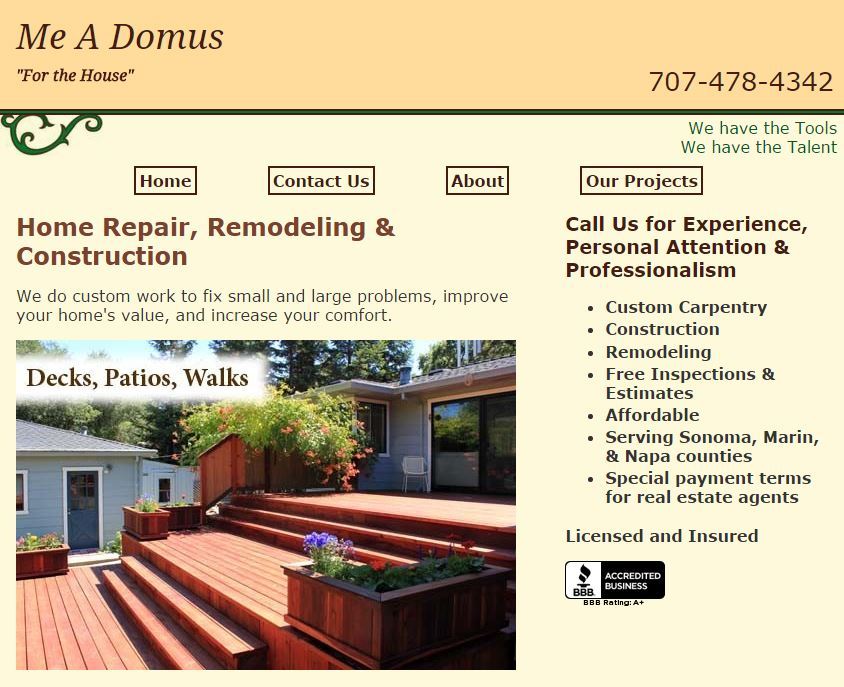 Me A Domus
"For the House"
707-478-4342
We have the Tools
We have the Talent
Home
Contact Us
About
Our Projects
Home Repair, Remodeling &
Construction
We do custom work to fix small and large problems, improve
your home's value, and increase your comfort.
Decks, Patios, Walks
Call Us for Experience,
Personal Attention &
Professionalism
• Custom Carpentry
• Construction
• Remodeling
• Free Inspections &
Estimates
• Affordable
• Serving Sonoma, Marin,
& Napa counties
• Special payment terms
for real estate agents
Licensed and Insured
BBB
ACCREDITED
BUSINESS
BBB Rating: A+